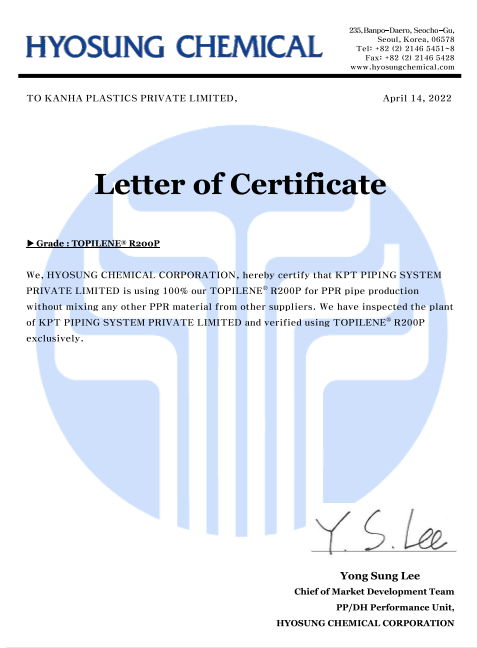 HYOSUNG CHEMICAL
235, Banpo-Daero, Seocho-Gu,
Seoul, Korea, 06578
Tel: +82 (2) 2146 5451~8
Fax: +82 (2) 2146 5428
www.hyosungchemical.com
TO KANHA PLASTICS PRIVATE LIMITED,
April 14, 2022
Letter of Certificate
▶ Grade : TOPILENE® R200P
We, HYOSUNG CHEMICAL CORPORATION, hereby certify that KPT PIPING SYSTEM
PRIVATE LIMITED is using 100% our TOPILENE® R200P for PPR pipe production
without mixing any other PPR material from other suppliers. We have inspected the plant
of KPT PIPING SYSTEM PRIVATE LIMITED and verified using TOPILENE® R200P
exclusively.
Y. S. Lee
Yong Sung Lee
Chief of Market Development Team
PP/DH Performance Unit,
HYOSUNG CHEMICAL CORPORATION